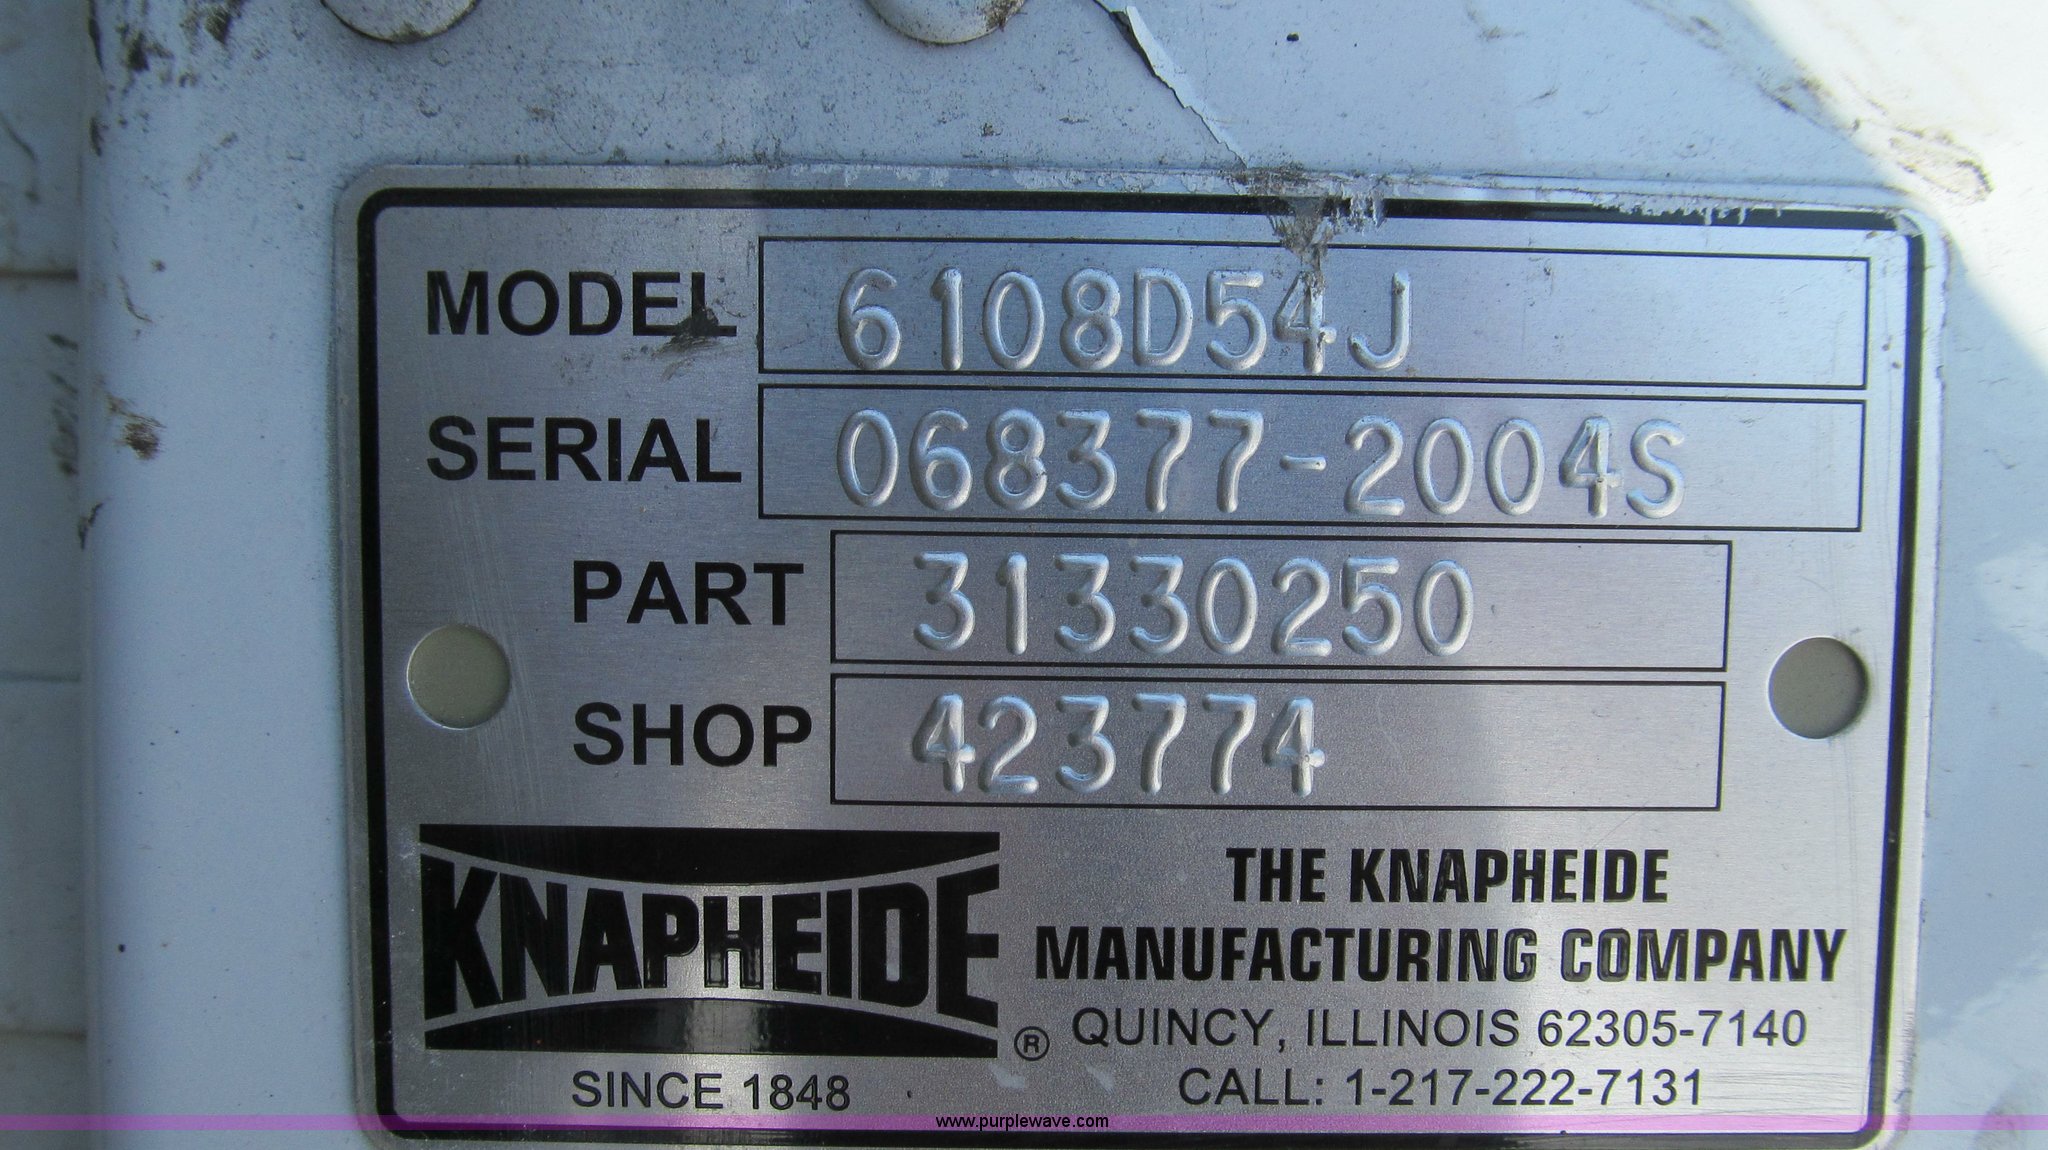 MODEL 6108D54J
SERIAL 068377-2004S
PART 31330250
SHOP 423774
KNAPHEIDE ®
SINCE 1848
THE KNAPHEIDE
MANUFACTURING COMPANY
QUINCY, ILLINOIS 62305-7140
CALL: 1-217-222-7131
www.purplewave.com